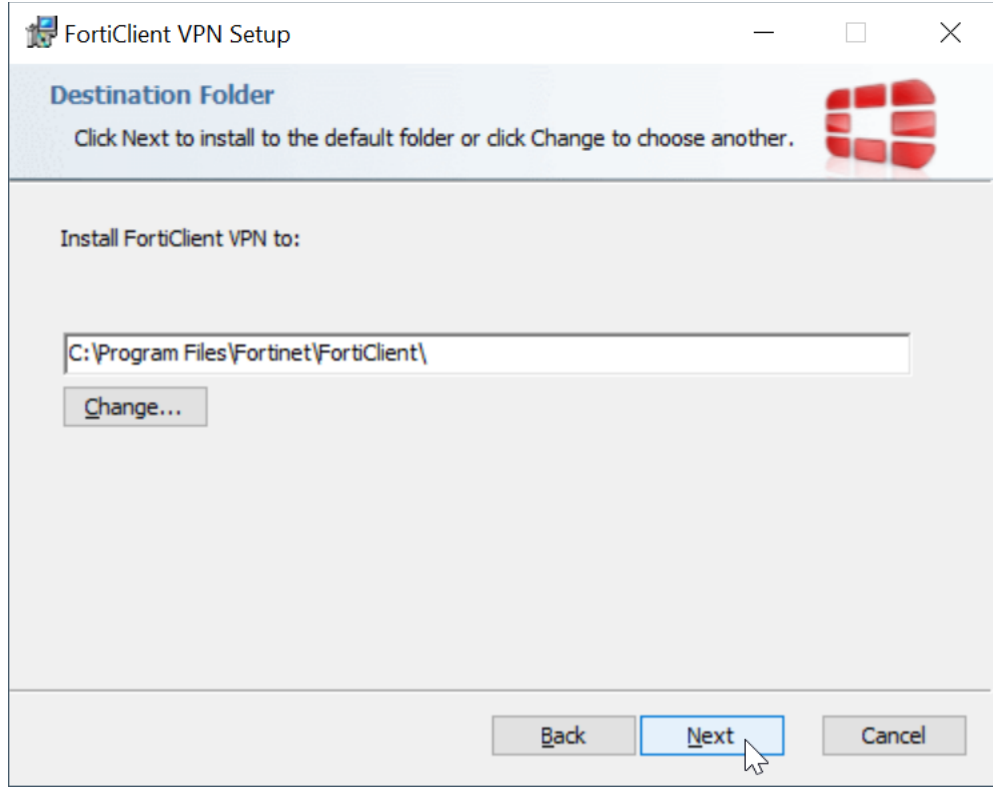 FortiClient VPN Setup
Destination Folder
Click Next to install to the default folder or click Change to choose another.
Install FortiClient VPN to:
C:\Program Files\Fortinet\FortiClient\
Change...
Back Next Cancel